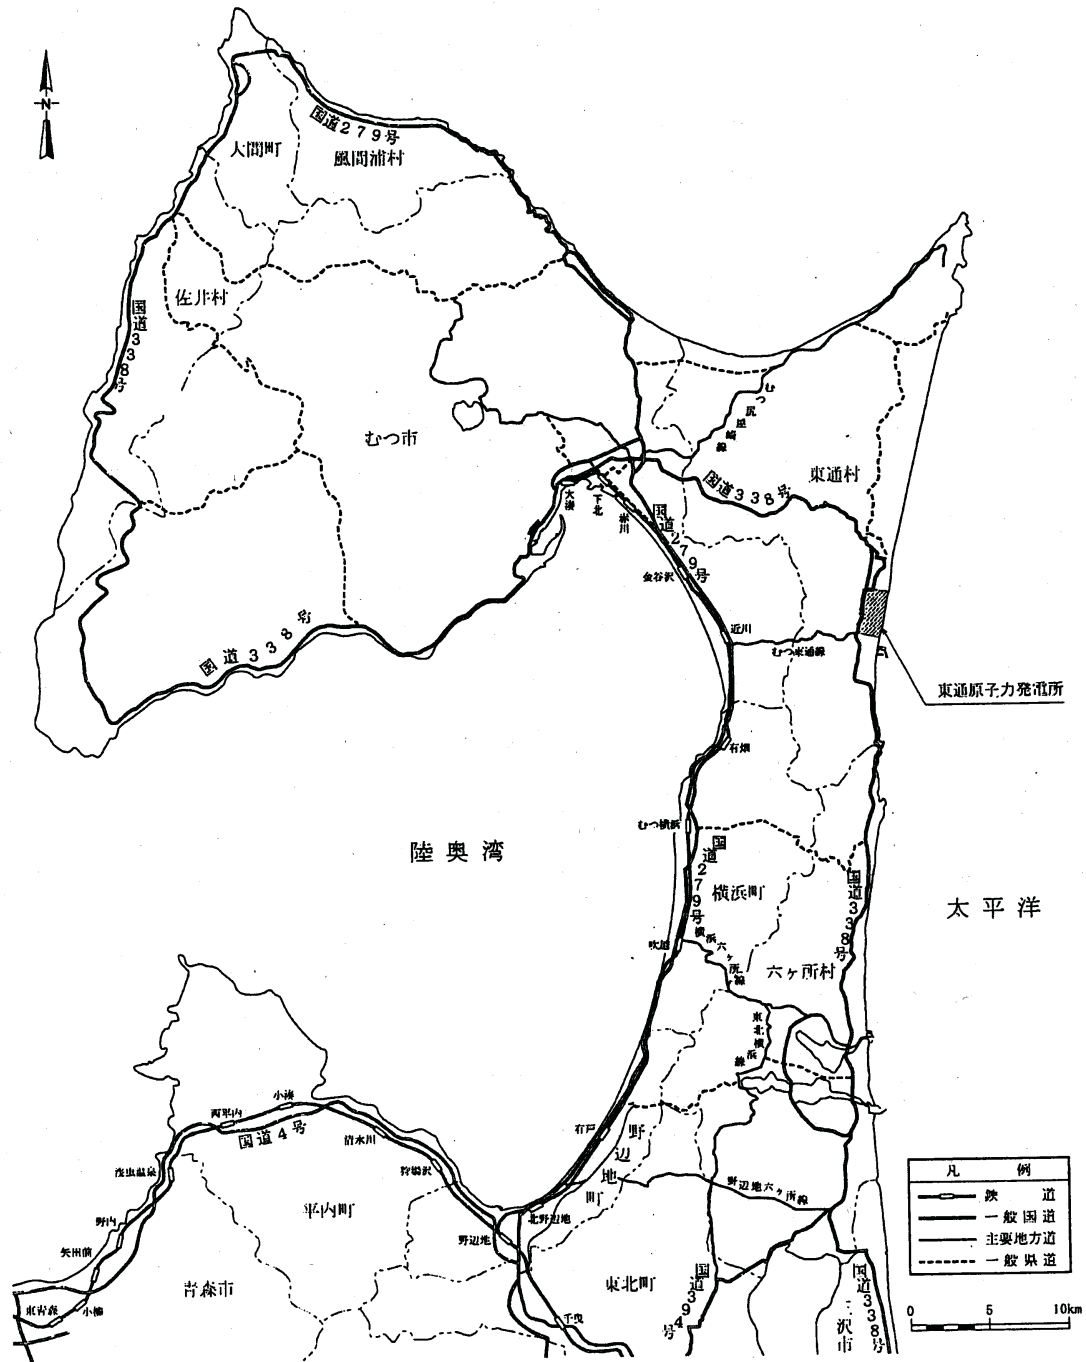 N
国道279号
大間町
風間浦村
佐井村
国道338号
むつ市
むつ尻屋崎線
東通村
国道338号
大湊
下北
赤川
国道279号
金谷沢
近川
むつ東通線
国道338号
東通原子力発電所
有畑
むつ横浜
国道279号
陸奥湾
横浜町
国道338号
太平洋
吹越
横浜六ヶ所線
六ヶ所村
東北横浜線
小湊
西平内
国道4号
清水川
有戸
野辺地町
浅虫温泉
狩場沢
野辺地六ヶ所線
平内町
野内
北野辺地
野辺地
矢田前
青森市
東北町
国道394号
国道338号
三沢市
東青森
小柳
千曳
凡例
鉄道
一般国道
主要地方道
一般県道
0 5 10km